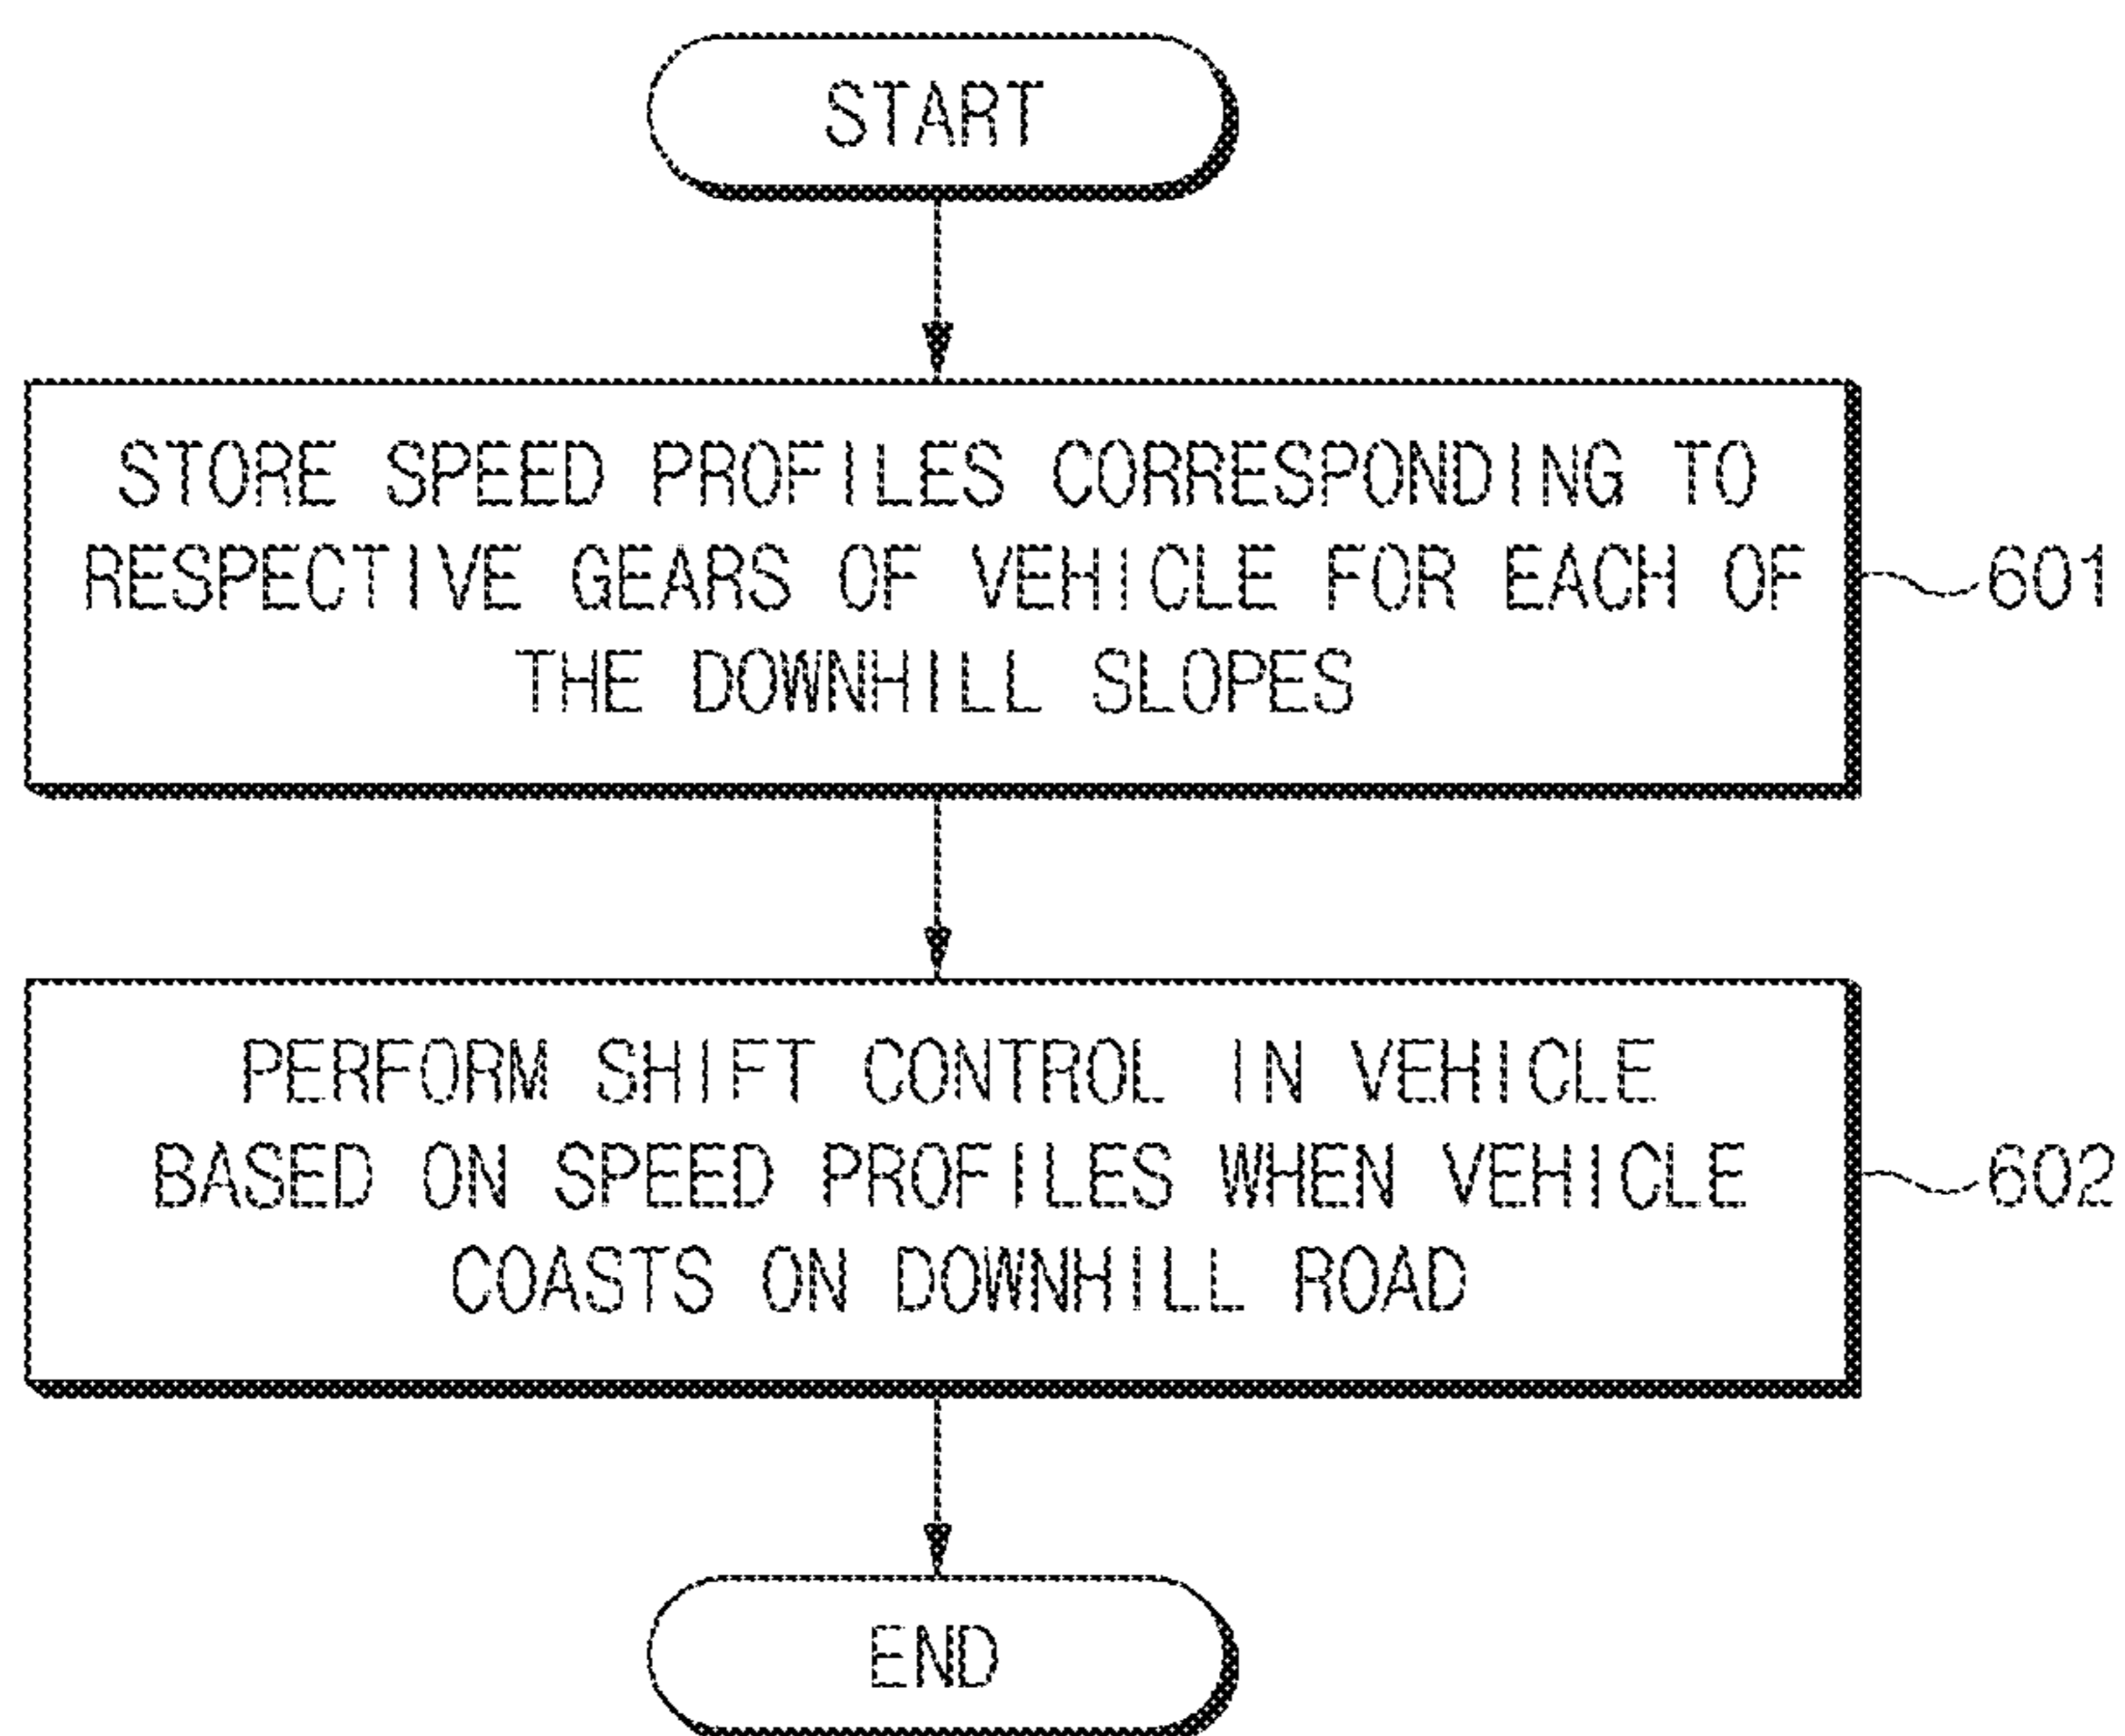 START
STORE SPEED PROFILES CORRESPONDING TO
RESPECTIVE GEARS OF VEHICLE FOR EACH OF
THE DOWNHILL SLOPES
601
PERFORM SHIFT CONTROL IN VEHICLE
BASED ON SPEED PROFILES WHEN VEHICLE
COASTS ON DOWNHILL ROAD
602
END